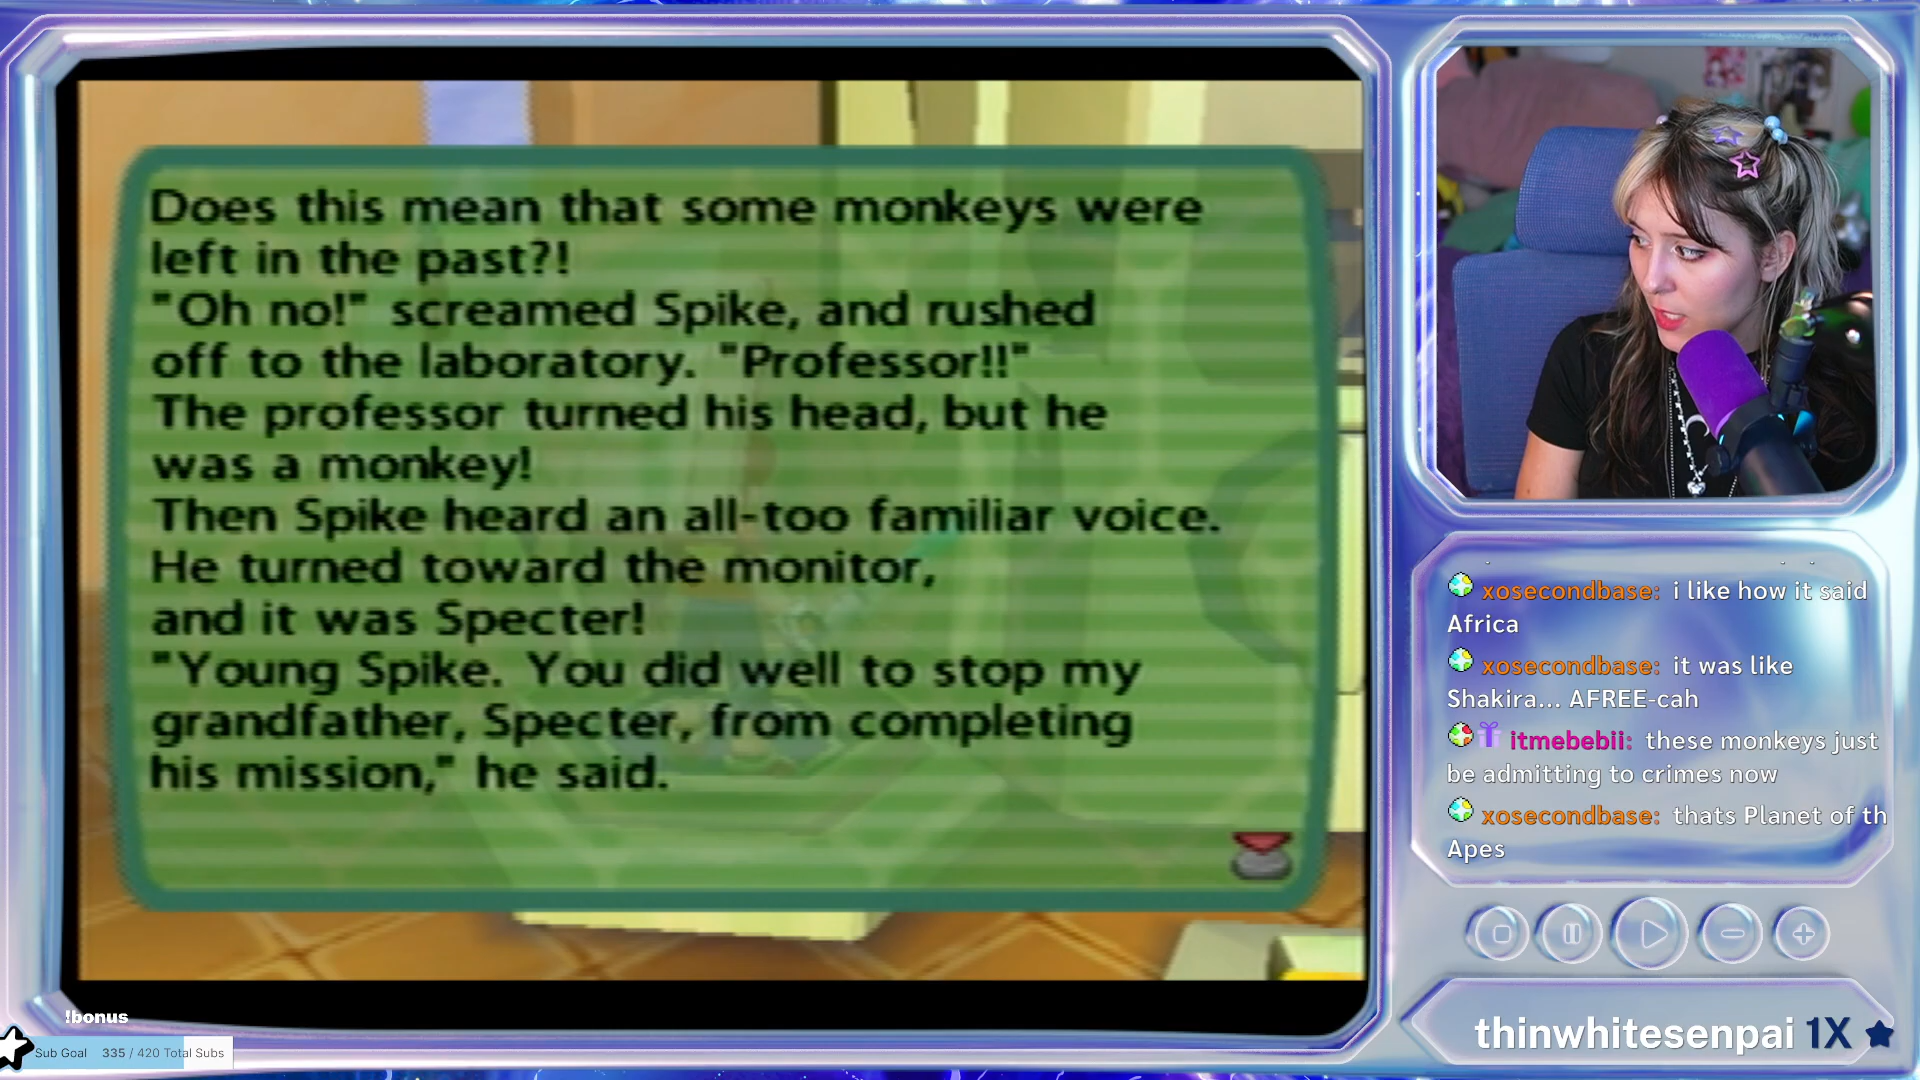 Does this mean that some monkeys were
left in the past?!
"Oh no!" screamed Spike, and rushed
off to the laboratory. "Professor!!"
The professor turned his head, but he
was a monkey!
Then Spike heard an all-too familiar voice.
He turned toward the monitor,
and it was Specter!
"Young Spike. You did well to stop my
grandfather, Specter, from completing
his mission," he said.
xosecondbase: i like how it said
Africa
xosecondbase: it was like
Shakira... AFREE-cah
itmebebii: these monkeys just
be admitting to crimes now
xosecondbase: thats Planet of th
Apes
!bonus
Sub Goal 335 / 420 Total Subs
thinwhitesenpai 1X